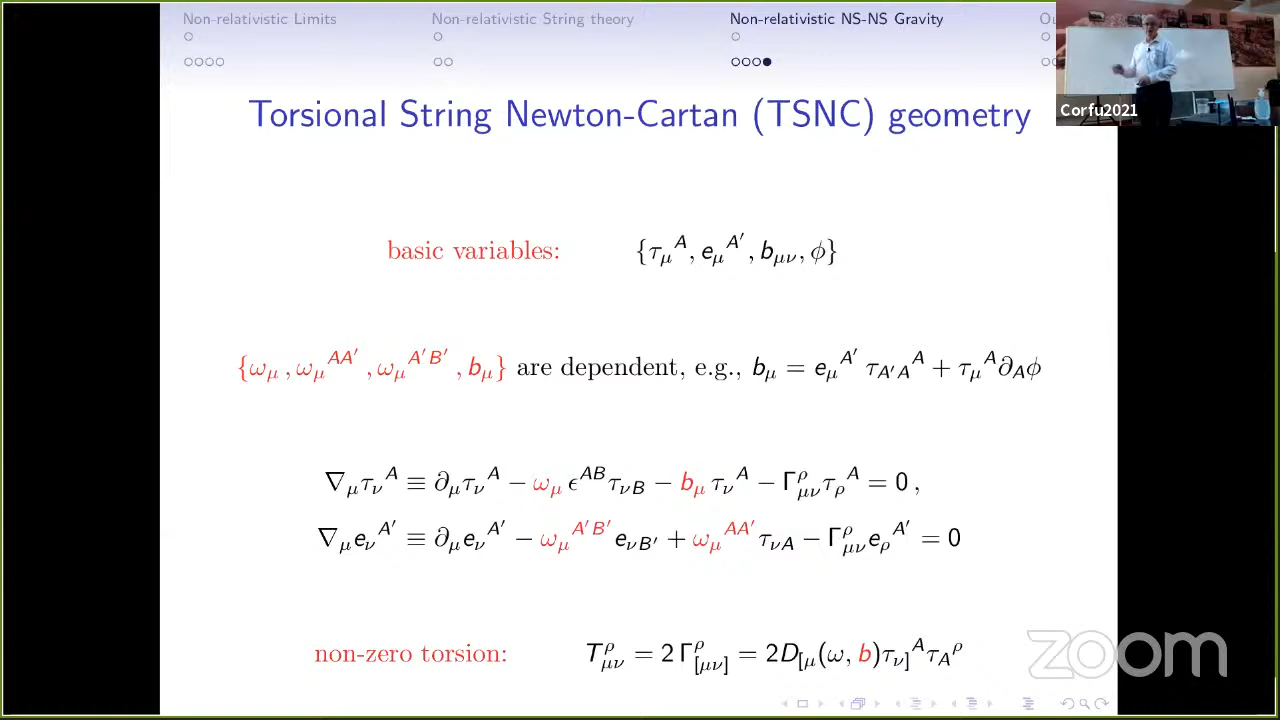 Non-relativistic Limits Non-relativistic String theory Non-relativistic NS-NS Gravity Ou
Corfu2021
Torsional String Newton-Cartan (TSNC) geometry
basic variables: {τ_μ^A, e_μ^{A′}, b_{μν}, ϕ}
{ω_μ, ω_μ^{AA′}, ω_μ^{A′B′}, b_μ} are dependent, e.g., b_μ = e_μ^{A′} τ_{A′A}^A + τ_μ^A ∂_A ϕ
∇_μ τ_ν^A ≡ ∂_μ τ_ν^A − ω_μ ϵ^{AB} τ_{νB} − b_μ τ_ν^A − Γ^ρ_{μν} τ_ρ^A = 0 ,
∇_μ e_ν^{A′} ≡ ∂_μ e_ν^{A′} − ω_μ^{A′B′} e_{νB′} + ω_μ^{AA′} τ_{νA} − Γ^ρ_{μν} e_ρ^{A′} = 0
non-zero torsion: T^ρ_{μν} = 2 Γ^ρ_{[μν]} = 2D_{[μ}(ω, b)τ_{ν]}^A τ_A^ρ
zoom